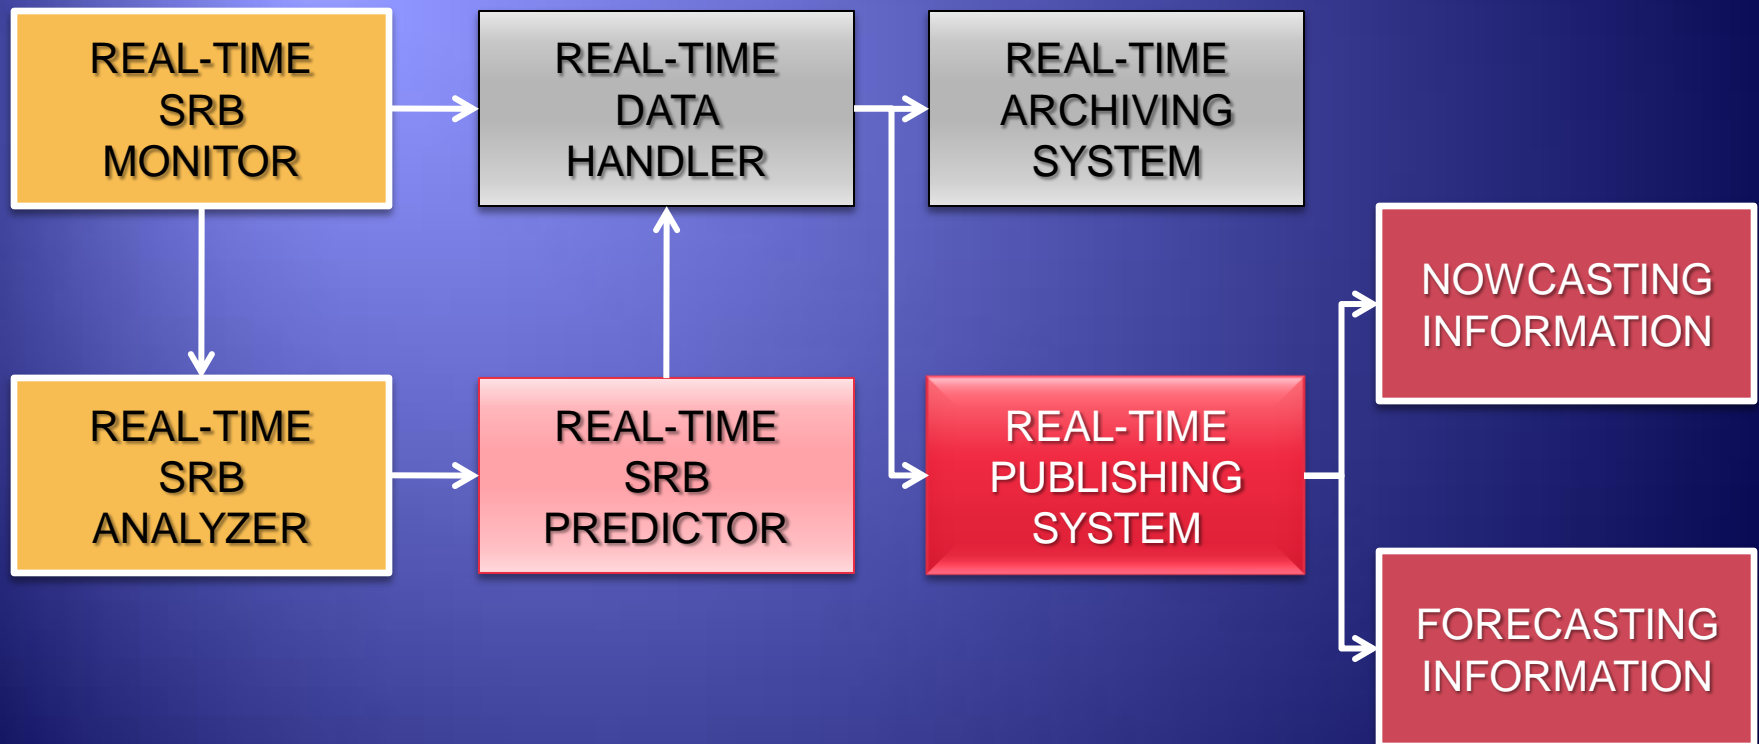 REAL-TIME
SRB
MONITOR
REAL-TIME
DATA
HANDLER
REAL-TIME
ARCHIVING
SYSTEM
NOWCASTING
INFORMATION
REAL-TIME
SRB
ANALYZER
REAL-TIME
SRB
PREDICTOR
REAL-TIME
PUBLISHING
SYSTEM
FORECASTING
INFORMATION